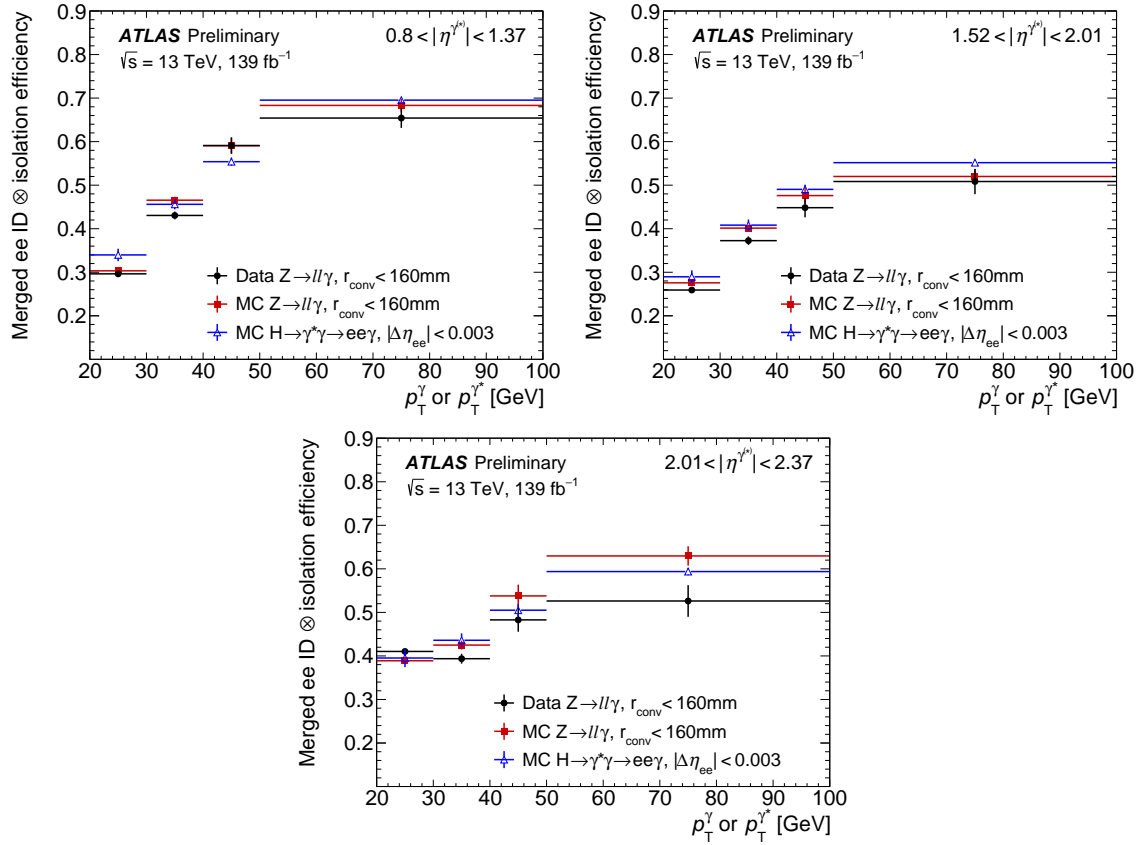 Merged ee ID ⊗ isolation efficiency
0.9
0.8
0.7
0.6
0.5
0.4
0.3
0.2
ATLAS Preliminary
√s = 13 TeV, 139 fb⁻¹
0.8 < |η^γ(*)| < 1.37
Data Z→llγ, r_conv < 160mm
MC Z→llγ, r_conv < 160mm
MC H→γ*γ→eeγ, |Δη_ee| < 0.003
20 30 40 50 60 70 80 90 100
p_T^γ or p_T^γ* [GeV]
Merged ee ID ⊗ isolation efficiency
0.9
0.8
0.7
0.6
0.5
0.4
0.3
0.2
ATLAS Preliminary
√s = 13 TeV, 139 fb⁻¹
1.52 < |η^γ(*)| < 2.01
Data Z→llγ, r_conv < 160mm
MC Z→llγ, r_conv < 160mm
MC H→γ*γ→eeγ, |Δη_ee| < 0.003
20 30 40 50 60 70 80 90 100
p_T^γ or p_T^γ* [GeV]
Merged ee ID ⊗ isolation efficiency
0.9
0.8
0.7
0.6
0.5
0.4
0.3
0.2
ATLAS Preliminary
√s = 13 TeV, 139 fb⁻¹
2.01 < |η^γ(*)| < 2.37
Data Z→llγ, r_conv < 160mm
MC Z→llγ, r_conv < 160mm
MC H→γ*γ→eeγ, |Δη_ee| < 0.003
20 30 40 50 60 70 80 90 100
p_T^γ or p_T^γ* [GeV]